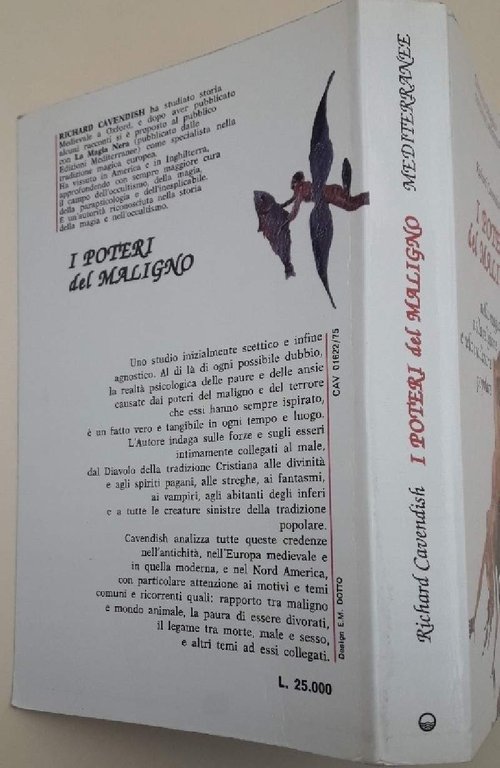 RICHARD CAVENDISH ha studiato storia
Medievale a Oxford, e dopo aver pubblicato
alcuni racconti si è proposto al pubblico
con La Magia Nera (pubblicato dalle
Edizioni Mediterranee) come specialista nella
tradizione magica europea.
Ha vissuto in America e in Inghilterra,
approfondendo con sempre maggiore cura
il campo dell'occultismo, della magia,
della parapsicologia e dell'inesplicabile.
È un'autorità riconosciuta nella storia
della magia e nell'occultismo.
I POTERI
del MALIGNO
Uno studio inizialmente scettico e infine
agnostico. Al di là di ogni possibile dubbio,
la realtà psicologica delle paure e delle ansie
causate dai poteri del maligno e del terrore
che essi hanno sempre ispirato,
è un fatto vero e tangibile in ogni tempo e luogo.
L'Autore indaga sulle forze e sugli esseri
intimamente collegati al male,
dal Diavolo della tradizione Cristiana alle divinità
e agli spiriti pagani, alle streghe, ai fantasmi,
ai vampiri, agli abitanti degli inferi
e a tutte le creature sinistre della tradizione
popolare.
Cavendish analizza tutte queste credenze
nell'antichità, nell'Europa medievale e
in quella moderna, e nel Nord America,
con particolare attenzione ai motivi e temi
comuni e ricorrenti quali: rapporto tra maligno
e mondo animale, la paura di essere divorati,
il legame tra morte, male e sesso,
e altri temi ad essi collegati.
L. 25.000
Design E.M. DOTTO
CAV 01622/75
Richard Cavendish I POTERI del MALIGNO MEDITERRANEE
I POTERI
del MALIGNO